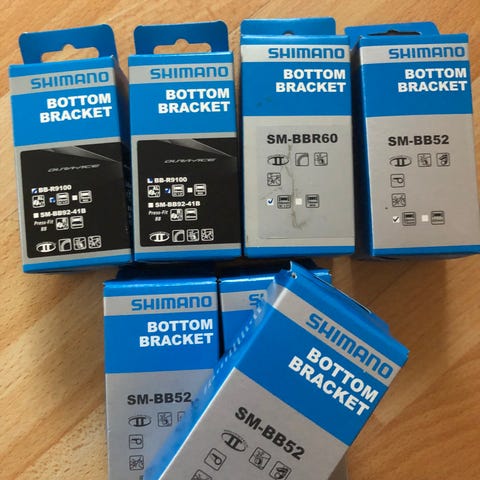 SHIMANO
BOTTOM
BRACKET
DURA-ACE
BB-R9100
SM-BB92-41B
Press-Fit
BB
SHIMANO
BOTTOM
BRACKET
DURA-ACE
BB-R9100
SM-BB92-41B
Press-Fit
BB
SHIMANO
BOTTOM
BRACKET
SM-BBR60
SHIMANO
BOTTOM
BRACKET
SM-BB52
SHIMANO
BOTTOM
BRACKET
SM-BB52
SHIMANO
BOTTOM
BRACKET
SM-BB52